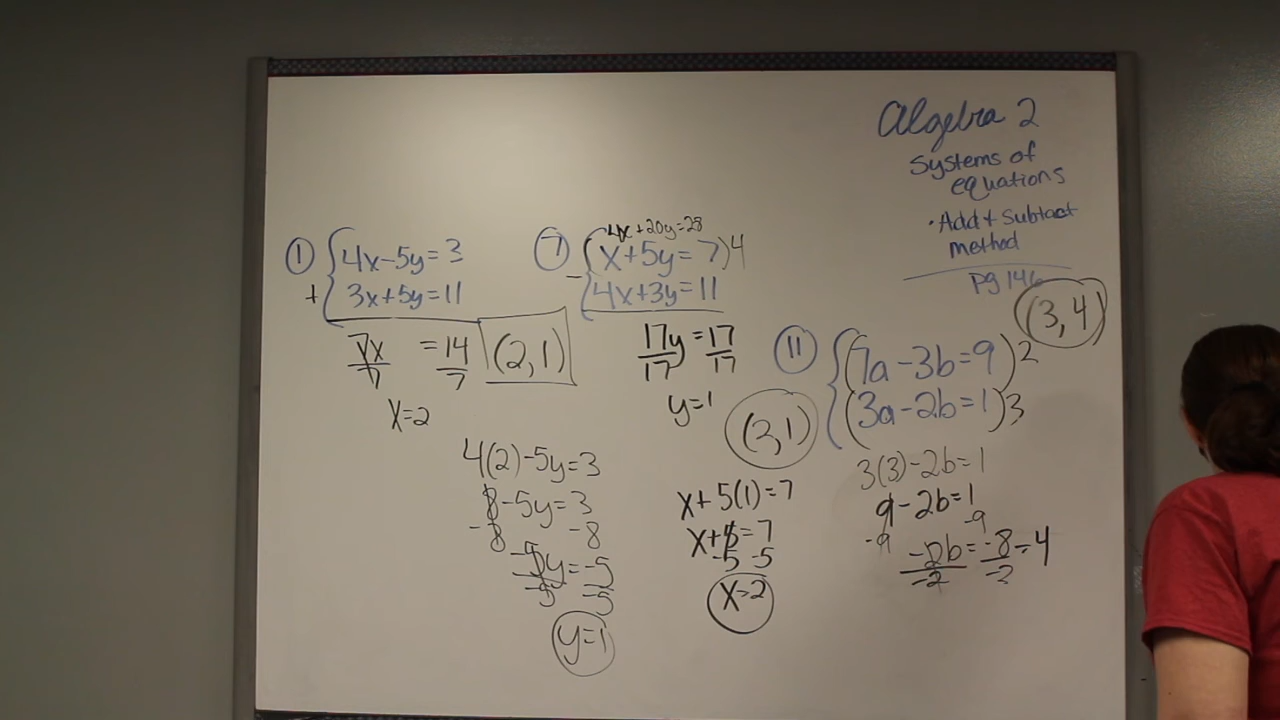 Algebra 2
Systems of
equations
· Add + Subtract
method
pg 146
① 4x-5y=3
+ 3x+5y=11
7x/7 = 14/7
x=2
(2,1)
4(2)-5y=3
8-5y=3
-8 -8
-5y=-5
-5 -5
y=1
4x+20y=28
⑦ (x+5y=7)4
- 4x+3y=11
17y=17
17 17
y=1
(2,1)
x+5(1)=7
x+5=7
-5 -5
x=2
(3,4)
⑪ (7a-3b=9)2
(3a-2b=1)3
3(3)-2b=1
9-2b=1
-9 -9
-2b=-8=4
-2 -2